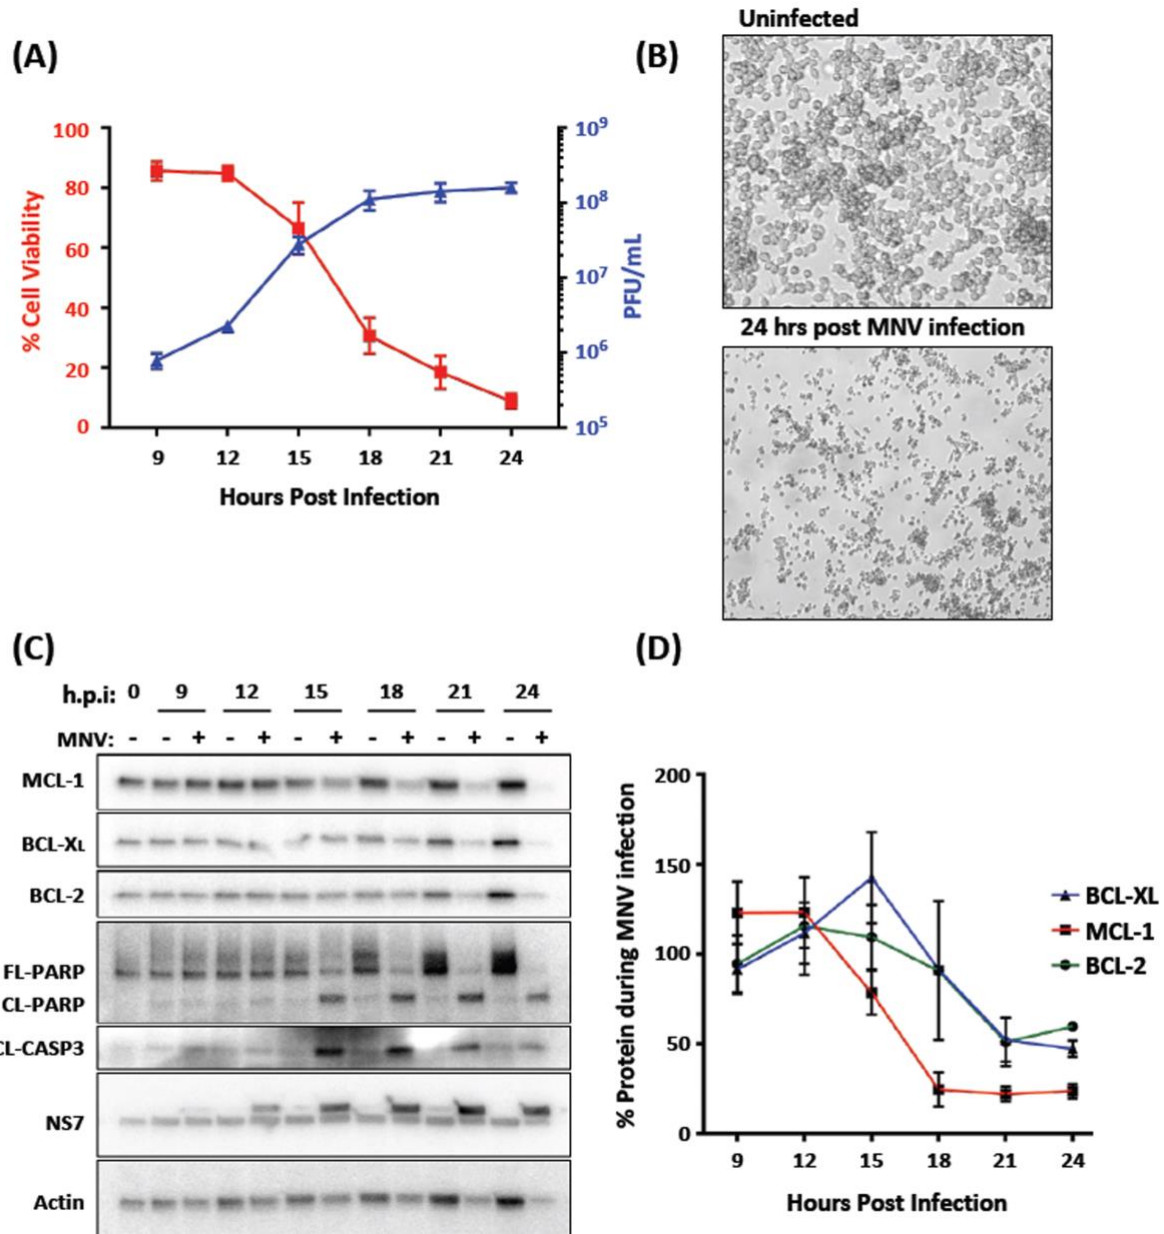 (A)
100
80
60
40
20
0
% Cell Viability
10⁹
10⁸
10⁷
10⁶
10⁵
PFU/mL
9 12 15 18 21 24
Hours Post Infection
(B)
Uninfected
24 hrs post MNV infection
(C)
h.p.i: 0 9 12 15 18 21 24
MNV: - - + - + - + - + - + - +
MCL-1
BCL-XL
BCL-2
FL-PARP
CL-PARP
CL-CASP3
NS7
Actin
(D)
200
150
100
50
0
% Protein during MNV infection
9 12 15 18 21 24
Hours Post Infection
BCL-XL
MCL-1
BCL-2